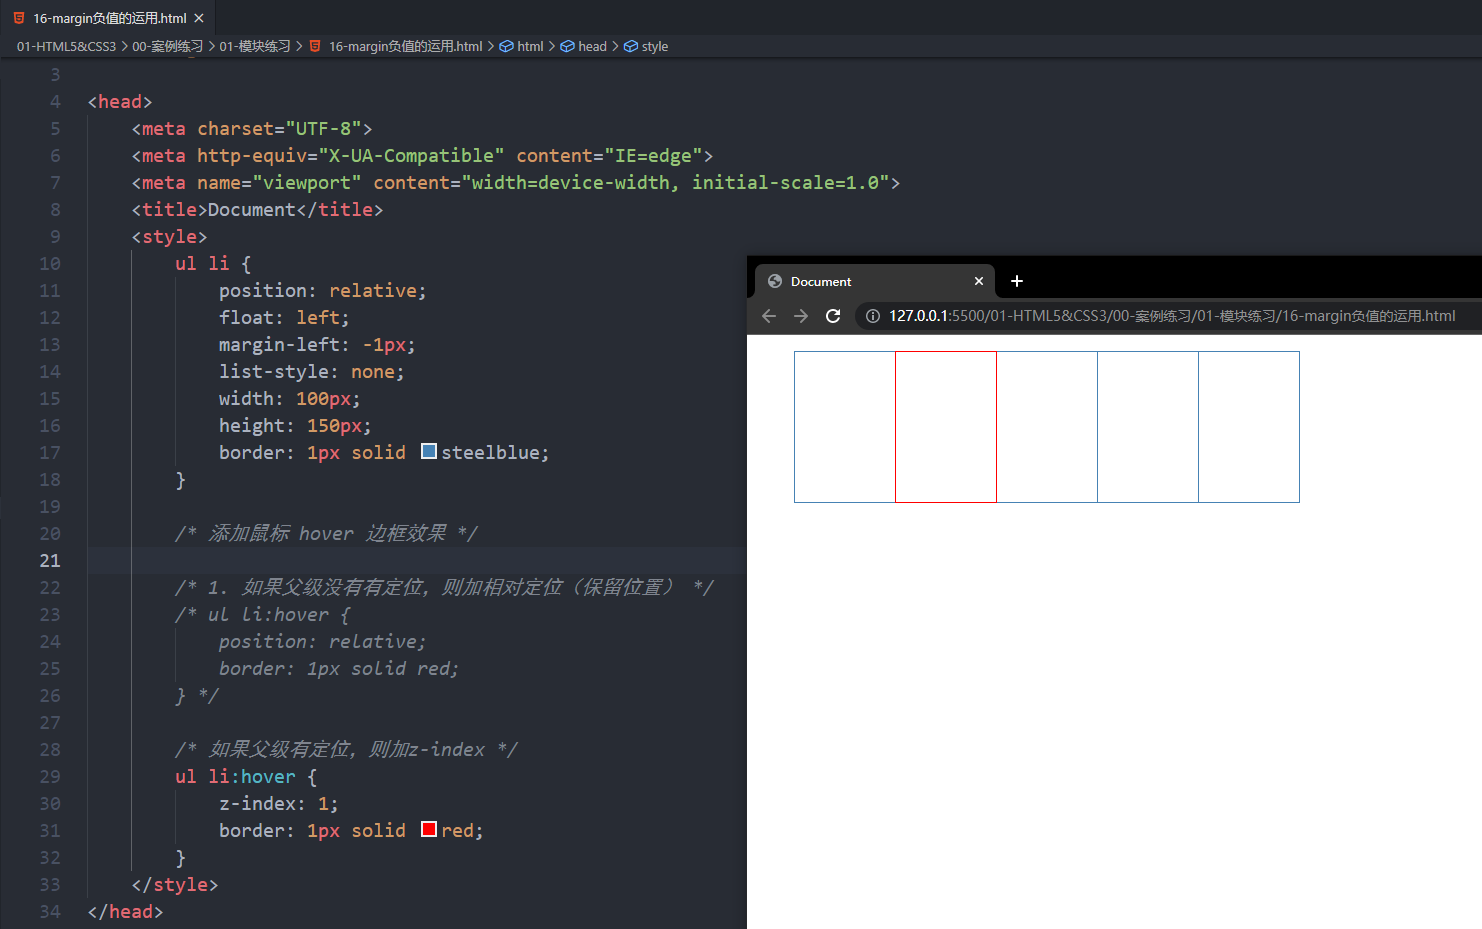 16-margin负值的运用.html
01-HTML5&CSS3 > 00-案例练习 > 01-模块练习 > 16-margin负值的运用.html > html > head > style
3
4 <head>
5 <meta charset="UTF-8">
6 <meta http-equiv="X-UA-Compatible" content="IE=edge">
7 <meta name="viewport" content="width=device-width, initial-scale=1.0">
8 <title>Document</title>
9 <style>
10 ul li {
11 position: relative;
12 float: left;
13 margin-left: -1px;
14 list-style: none;
15 width: 100px;
16 height: 150px;
17 border: 1px solid steelblue;
18 }
19
20 /* 添加鼠标 hover 边框效果 */
21
22 /* 1. 如果父级没有有定位，则加相对定位（保留位置） */
23 /* ul li:hover {
24 position: relative;
25 border: 1px solid red;
26 } */
27
28 /* 如果父级有定位，则加z-index */
29 ul li:hover {
30 z-index: 1;
31 border: 1px solid red;
32 }
33 </style>
34 </head>
Document
127.0.0.1:5500/01-HTML5&CSS3/00-案例练习/01-模块练习/16-margin负值的运用.html